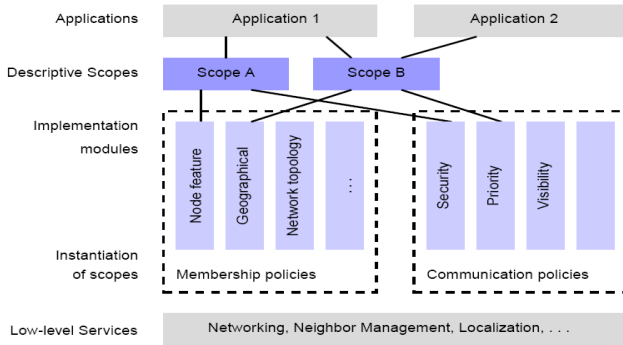 Applications
Application 1
Application 2
Descriptive Scopes
Scope A
Scope B
Implementation
modules
Node feature
Geographical
Network topology
...
Security
Priority
Visibility
Instantiation
of scopes
Membership policies
Communication policies
Low-level Services
Networking, Neighbor Management, Localization, . . .